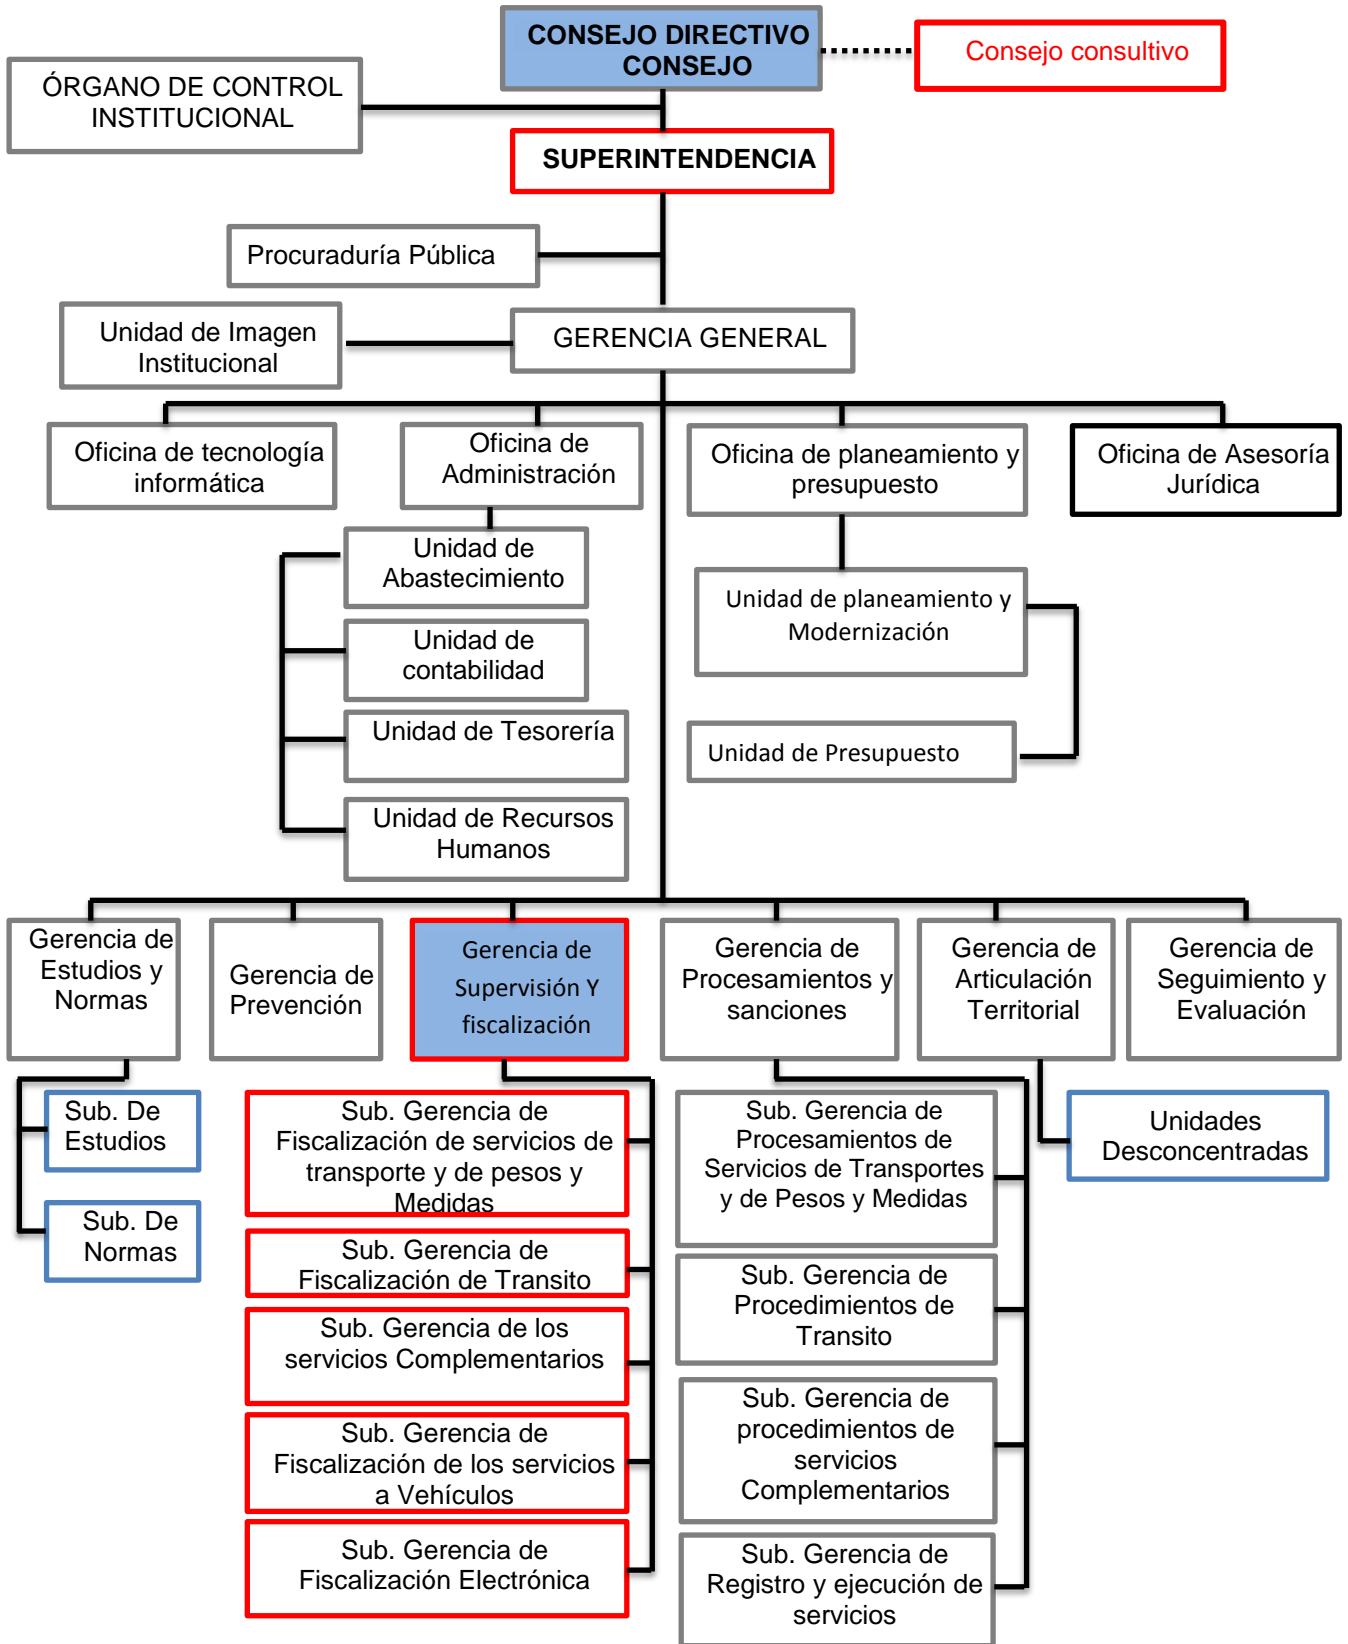 CONSEJO DIRECTIVO
CONSEJO
Consejo consultivo
ÓRGANO DE CONTROL
INSTITUCIONAL
SUPERINTENDENCIA
Procuraduría Pública
Unidad de Imagen
Institucional
GERENCIA GENERAL
Oficina de tecnología
informática
Oficina de
Administración
Oficina de planeamiento y
presupuesto
Oficina de Asesoría
Jurídica
Unidad de
Abastecimiento
Unidad de
contabilidad
Unidad de Tesorería
Unidad de Recursos
Humanos
Unidad de planeamiento y
Modernización
Unidad de Presupuesto
Gerencia de
Estudios y
Normas
Gerencia de
Prevención
Gerencia de
Supervisión Y
fiscalización
Gerencia de
Procesamientos y
sanciones
Gerencia de
Articulación
Territorial
Gerencia de
Seguimiento y
Evaluación
Sub. De
Estudios
Sub. De
Normas
Sub. Gerencia de
Fiscalización de servicios de
transporte y de pesos y
Medidas
Sub. Gerencia de
Fiscalización de Transito
Sub. Gerencia de los
servicios Complementarios
Sub. Gerencia de
Fiscalización de los servicios
a Vehículos
Sub. Gerencia de
Fiscalización Electrónica
Sub. Gerencia de
Procesamientos de
Servicios de Transportes
y de Pesos y Medidas
Sub. Gerencia de
Procedimientos de
Transito
Sub. Gerencia de
procedimientos de
servicios
Complementarios
Sub. Gerencia de
Registro y ejecución de
servicios
Unidades
Desconcentradas